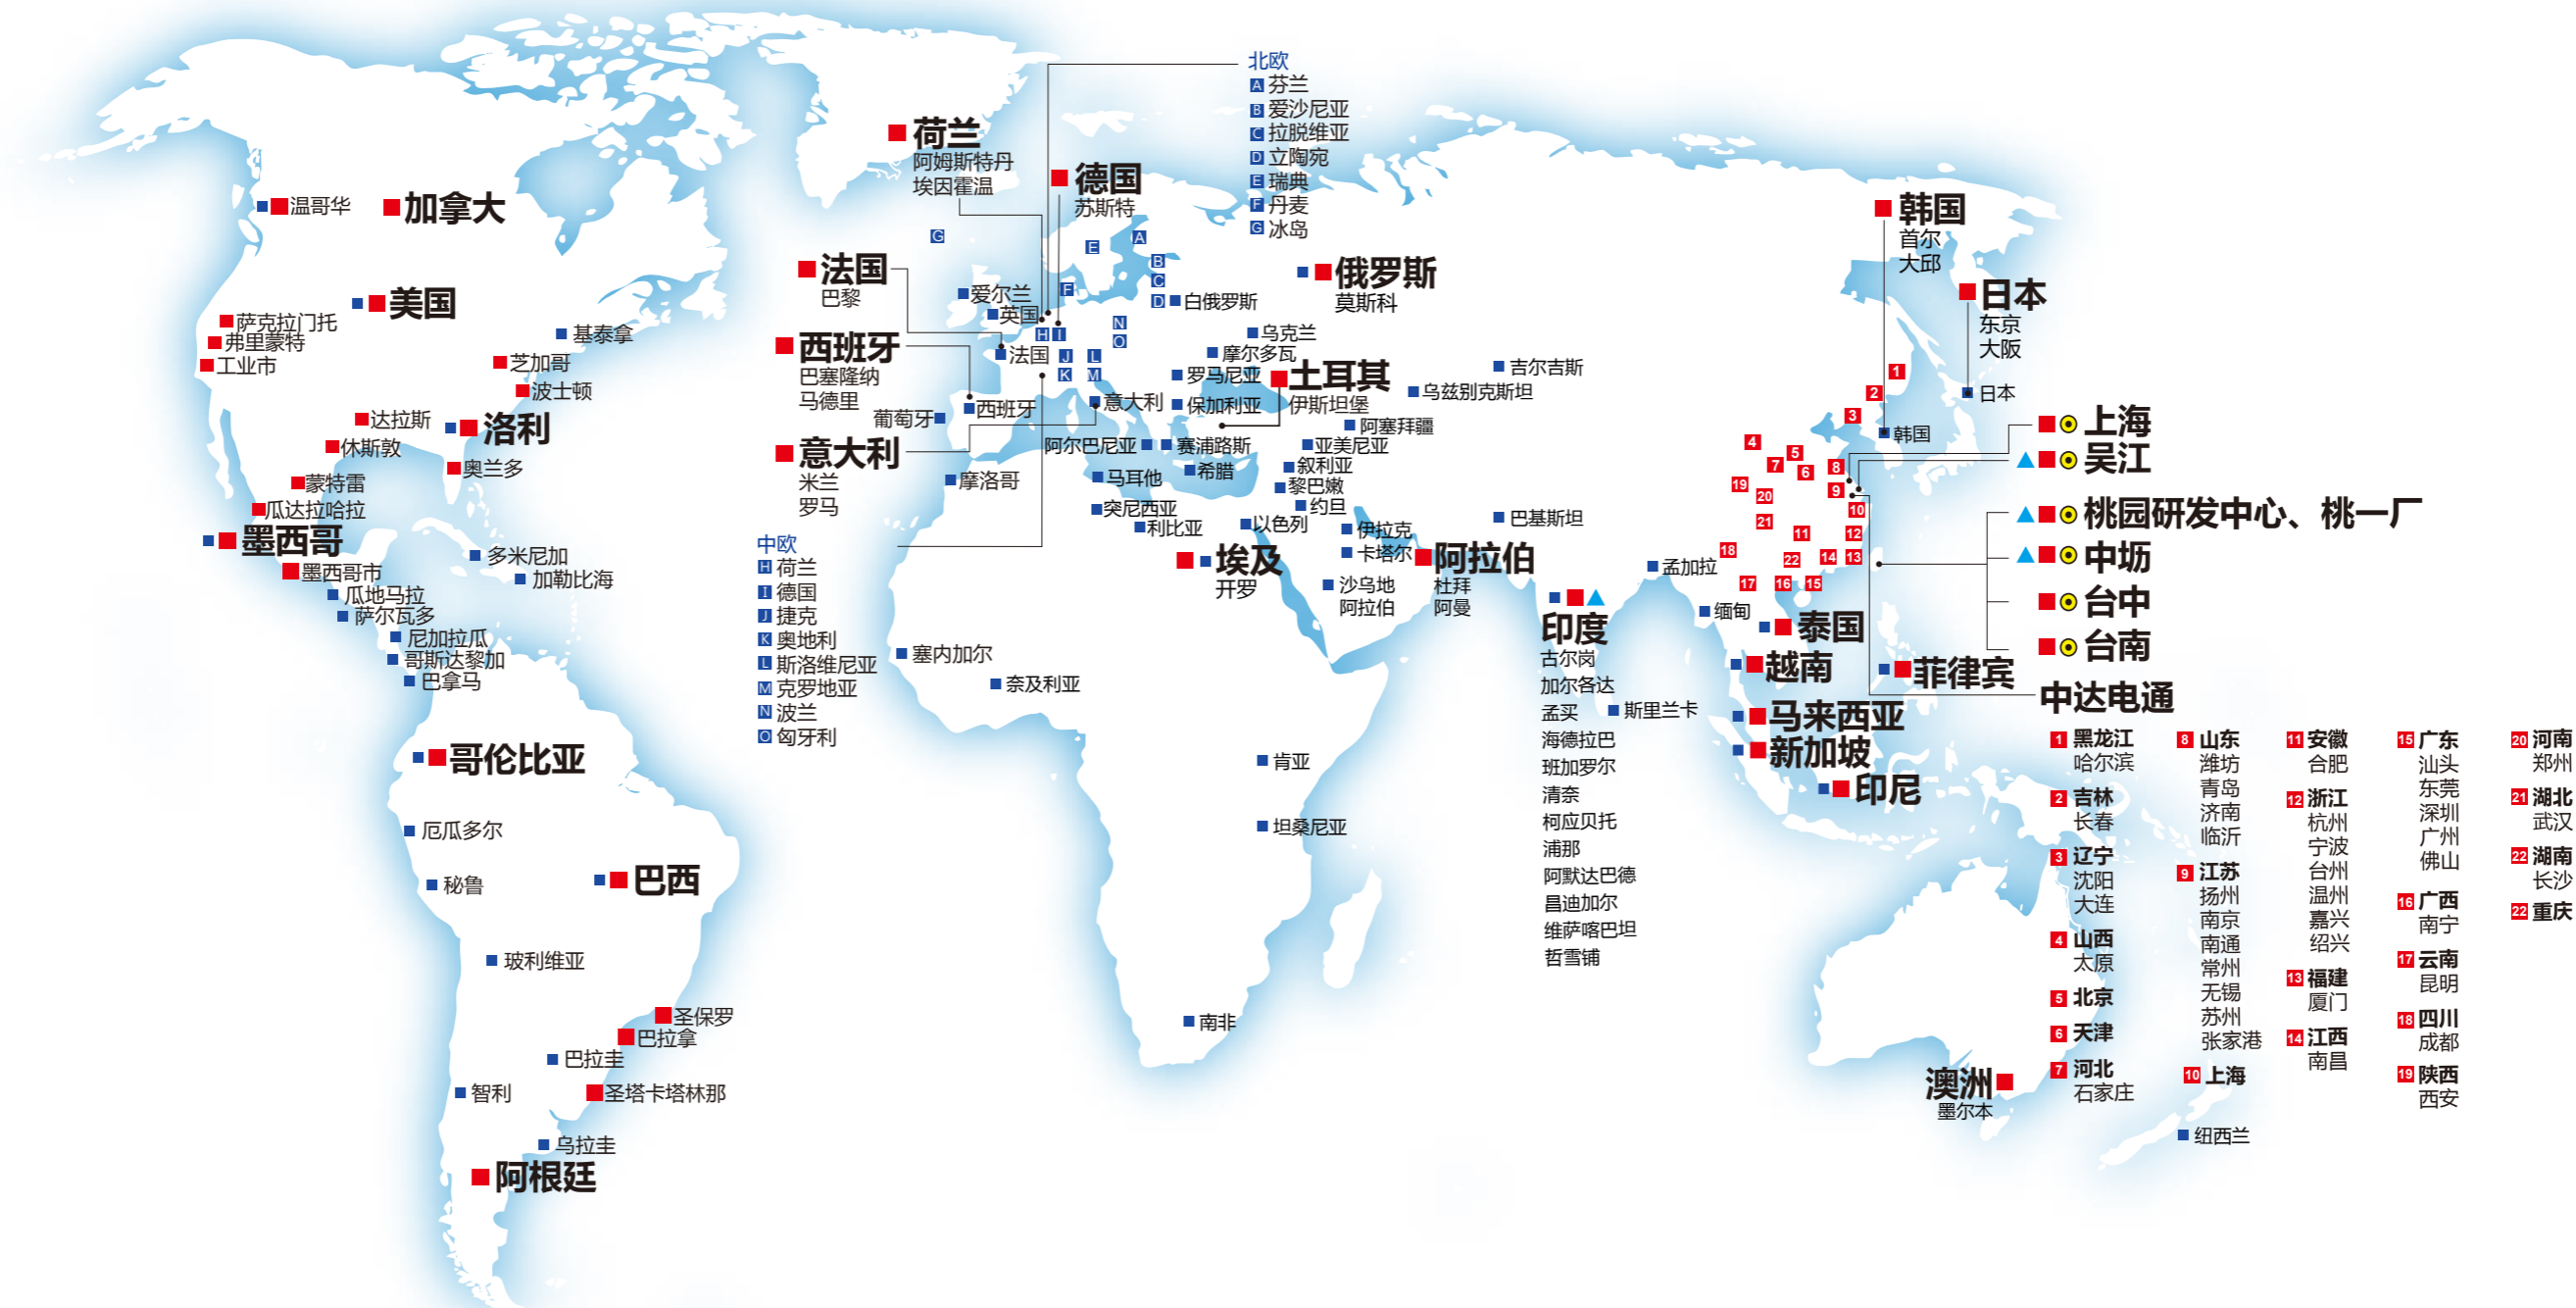 温哥华
加拿大
美国
萨克拉门托
弗里蒙特
工业市
基泰拿
芝加哥
波士顿
达拉斯
洛利
休斯敦
奥兰多
蒙特雷
瓜达拉哈拉
墨西哥
墨西哥市
多米尼加
加勒比海
瓜地马拉
萨尔瓦多
尼加拉瓜
哥斯达黎加
巴拿马
哥伦比亚
厄瓜多尔
秘鲁
巴西
玻利维亚
圣保罗
巴拉拿
巴拉圭
智利
圣塔卡塔林那
乌拉圭
阿根廷
荷兰
阿姆斯特丹
埃因霍温
德国
苏斯特
法国
巴黎
西班牙
巴塞隆纳
马德里
意大利
米兰
罗马
北欧
A 芬兰
B 爱沙尼亚
C 拉脱维亚
D 立陶宛
E 瑞典
F 丹麦
G 冰岛
G
E
A
B
C
D
F
N
O
H I
J L
K M
爱尔兰
英国
法国
白俄罗斯
俄罗斯
莫斯科
乌克兰
摩尔多瓦
罗马尼亚
土耳其
伊斯坦堡
保加利亚
意大利
西班牙
葡萄牙
阿尔巴尼亚
赛浦路斯
希腊
马耳他
摩洛哥
突尼西亚
利比亚
吉尔吉斯
乌兹别克斯坦
阿塞拜疆
亚美尼亚
叙利亚
黎巴嫩
约旦
以色列
伊拉克
卡塔尔
巴基斯坦
中欧
H 荷兰
I 德国
J 捷克
K 奥地利
L 斯洛维尼亚
M 克罗地亚
N 波兰
O 匈牙利
埃及
开罗
沙乌地
阿拉伯
阿拉伯
杜拜
阿曼
塞内加尔
奈及利亚
肯亚
坦桑尼亚
南非
印度
古尔岗
加尔各达
孟买
海德拉巴
班加罗尔
清奈
柯应贝托
浦那
阿默达巴德
昌迪加尔
维萨喀巴坦
哲雪铺
斯里兰卡
孟加拉
缅甸
泰国
越南
菲律宾
马来西亚
新加坡
印尼
韩国
首尔
大邱
日本
东京
大阪
日本
韩国
1
2
3
4
5
7
6
8
19
20
9
10
21
11
12
18
22
14
13
17
16
15
上海
吴江
桃园研发中心、桃一厂
中坜
台中
台南
中达电通
1 黑龙江
哈尔滨
2 吉林
长春
3 辽宁
沈阳
大连
4 山西
太原
5 北京
6 天津
7 河北
石家庄
8 山东
潍坊
青岛
济南
临沂
9 江苏
扬州
南京
南通
常州
无锡
苏州
张家港
10 上海
11 安徽
合肥
12 浙江
杭州
宁波
台州
温州
嘉兴
绍兴
13 福建
厦门
14 江西
南昌
15 广东
汕头
东莞
深圳
广州
佛山
16 广西
南宁
17 云南
昆明
18 四川
成都
19 陕西
西安
20 河南
郑州
21 湖北
武汉
22 湖南
长沙
22 重庆
澳洲
墨尔本
纽西兰